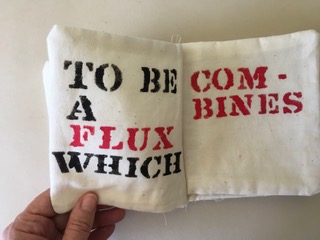 TO BE
A
FLUX
WHICH
COM-
BINES